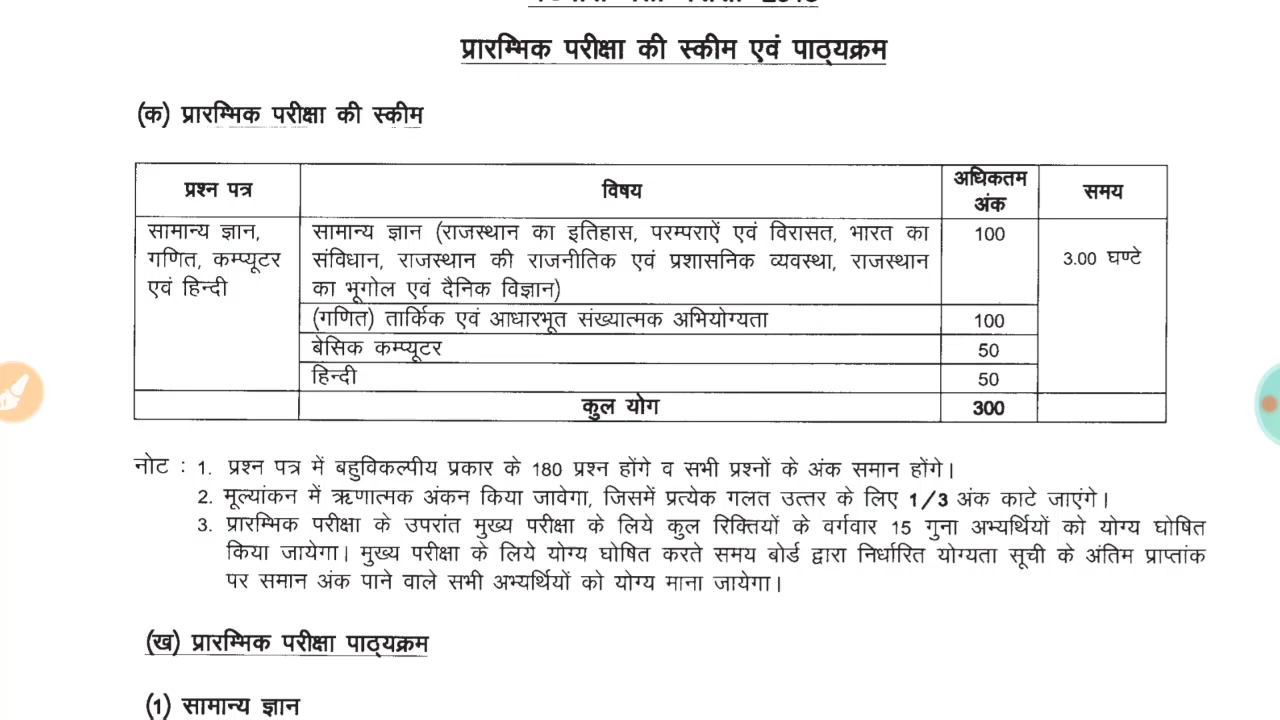 प्रारम्भिक परीक्षा की स्कीम एवं पाठ्यक्रम
(क) प्रारम्भिक परीक्षा की स्कीम
प्रश्न पत्र विषय अधिकतम अंक समय
सामान्य ज्ञान, गणित, कम्प्यूटर एवं हिन्दी
सामान्य ज्ञान (राजस्थान का इतिहास, परम्पराऐं एवं विरासत, भारत का
संविधान, राजस्थान की राजनीतिक एवं प्रशासनिक व्यवस्था, राजस्थान
का भूगोल एवं दैनिक विज्ञान)
100
3.00 घण्टे
(गणित) तार्किक एवं आधारभूत संख्यात्मक अभियोग्यता 100
बेसिक कम्प्यूटर 50
हिन्दी 50
कुल योग 300
नोट : 1. प्रश्न पत्र में बहुविकल्पीय प्रकार के 180 प्रश्न होंगे व सभी प्रश्नों के अंक समान होंगे।
2. मूल्यांकन में ऋणात्मक अंकन किया जावेगा, जिसमें प्रत्येक गलत उत्तर के लिए 1/3 अंक काटे जाएंगे।
3. प्रारम्भिक परीक्षा के उपरांत मुख्य परीक्षा के लिये कुल रिक्तियों के वर्गवार 15 गुना अभ्यर्थियों को योग्य घोषित
किया जायेगा। मुख्य परीक्षा के लिये योग्य घोषित करते समय बोर्ड द्वारा निर्धारित योग्यता सूची के अंतिम प्राप्तांक
पर समान अंक पाने वाले सभी अभ्यर्थियों को योग्य माना जायेगा।
(ख) प्रारम्भिक परीक्षा पाठ्यक्रम
(1) सामान्य ज्ञान